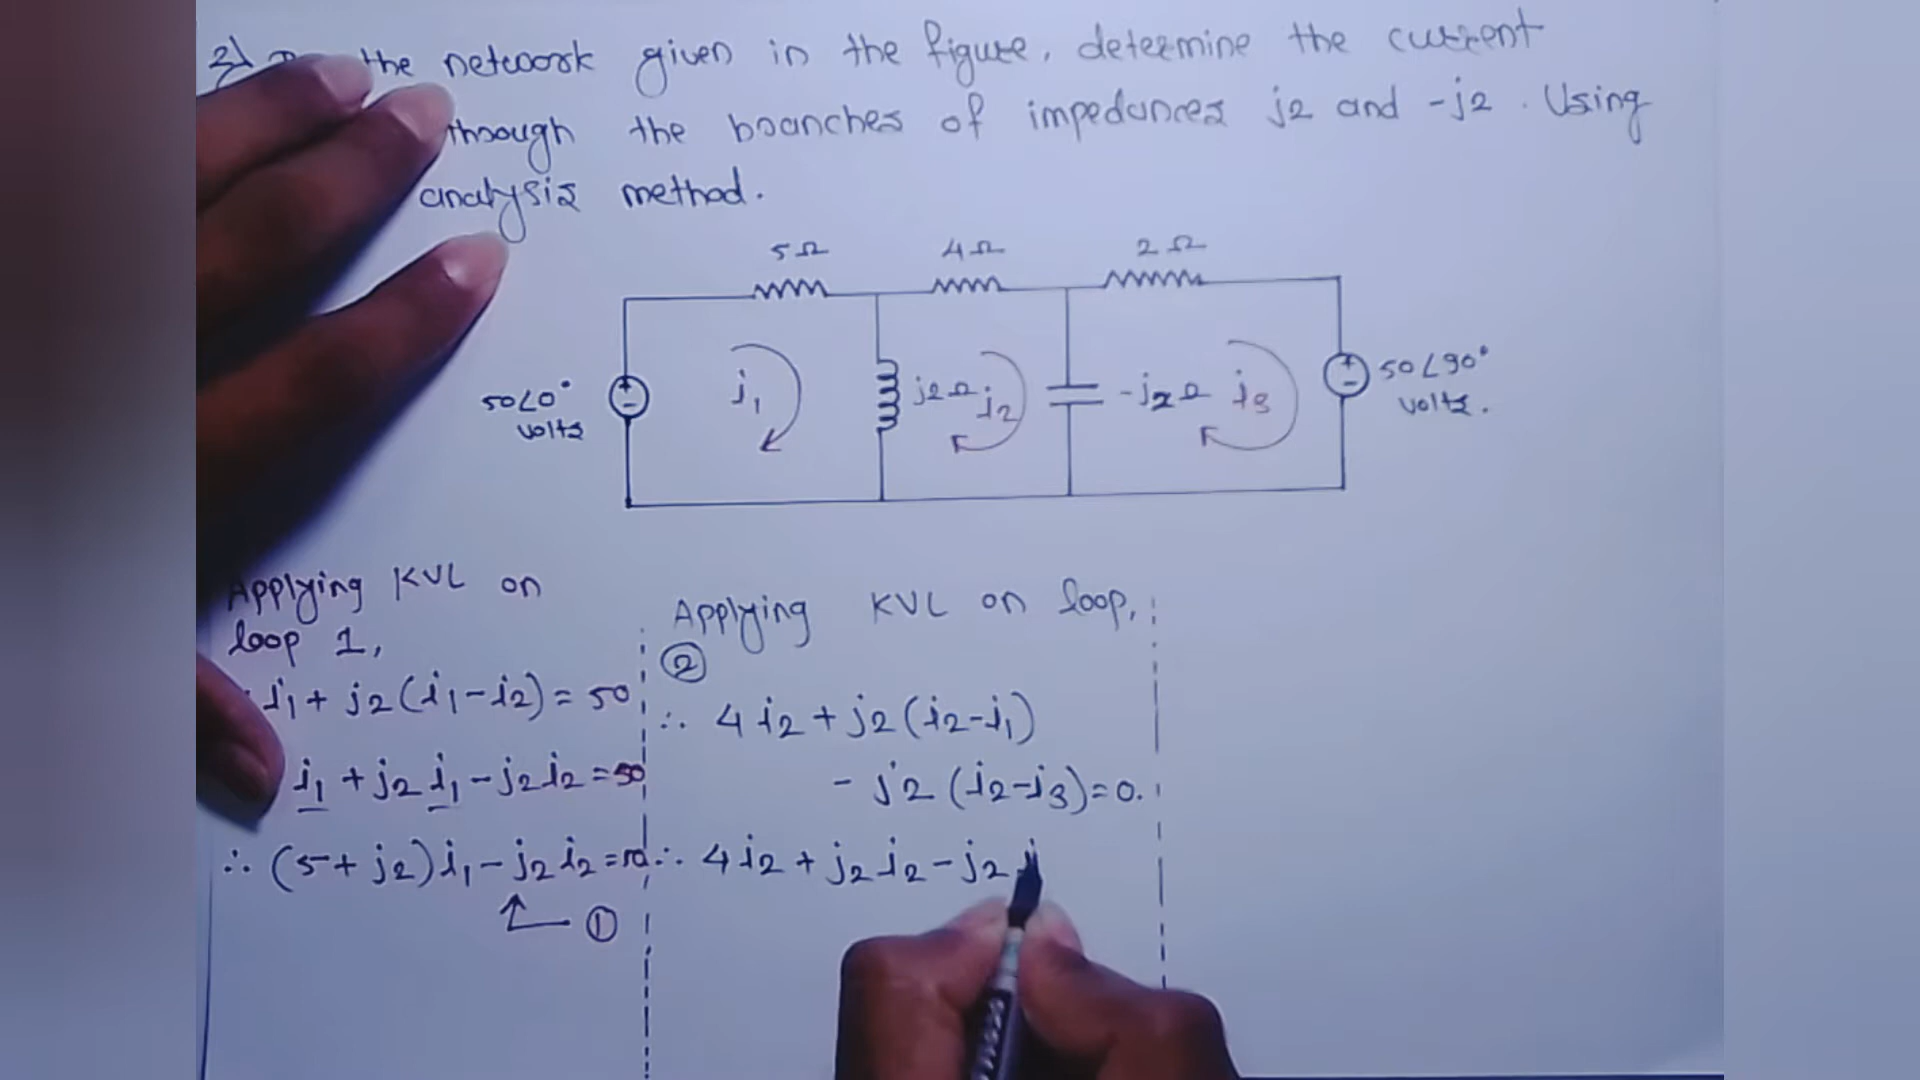 3) the network given in the figure, determine the current
through the branches of impedances j2 and -j2. Using
analysis method.
5Ω 4Ω 2Ω
50∠0°
volts
i1
j2Ω
i2
-j2Ω
i3
50∠90°
volts.
Applying KVL on
loop 1,
i1 + j2(i1-i2) = 50
i1 + j2 i1 - j2 i2 = 50
∴ (5 + j2)i1 - j2 i2 = 50
①
Applying KVL on loop,
②
∴ 4 i2 + j2 (i2-i1)
- j2 (i2-i3) = 0.
∴ 4 i2 + j2 i2 - j2 i